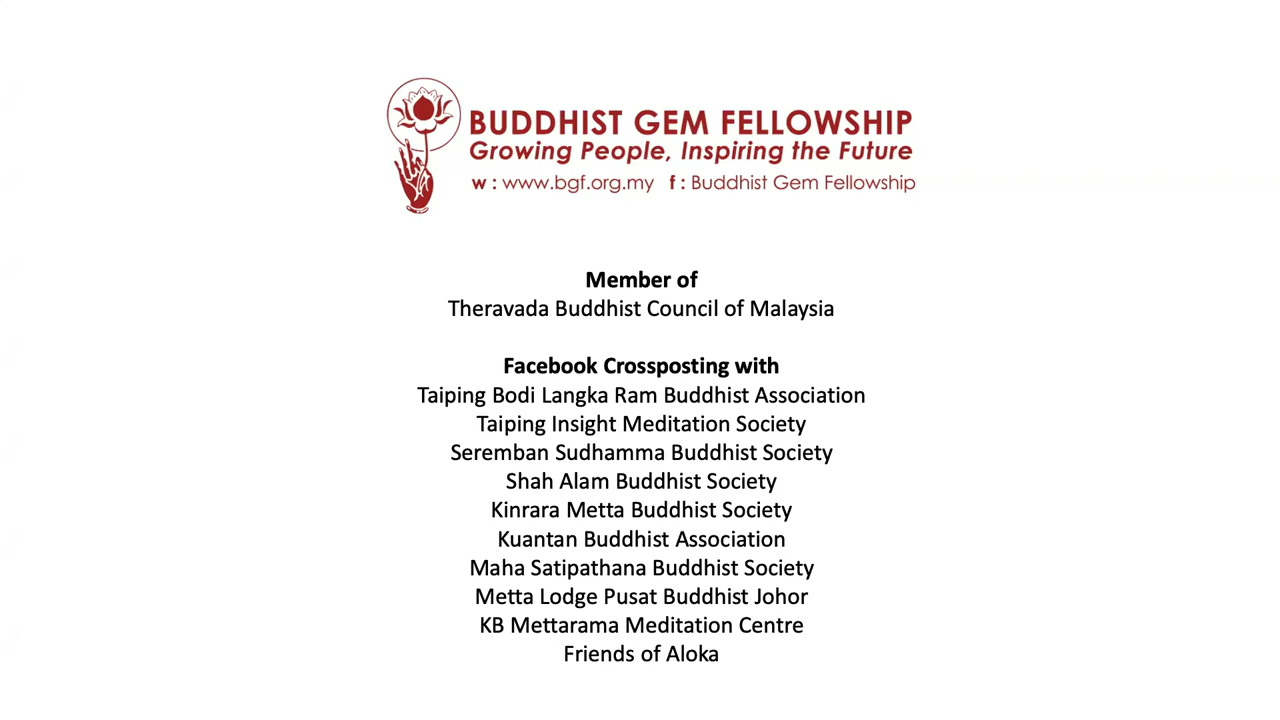 BUDDHIST GEM FELLOWSHIP
Growing People, Inspiring the Future
w : www.bgf.org.my f : Buddhist Gem Fellowship
Member of
Theravada Buddhist Council of Malaysia
Facebook Crossposting with
Taiping Bodi Langka Ram Buddhist Association
Taiping Insight Meditation Society
Seremban Sudhamma Buddhist Society
Shah Alam Buddhist Society
Kinrara Metta Buddhist Society
Kuantan Buddhist Association
Maha Satipathana Buddhist Society
Metta Lodge Pusat Buddhist Johor
KB Mettarama Meditation Centre
Friends of Aloka